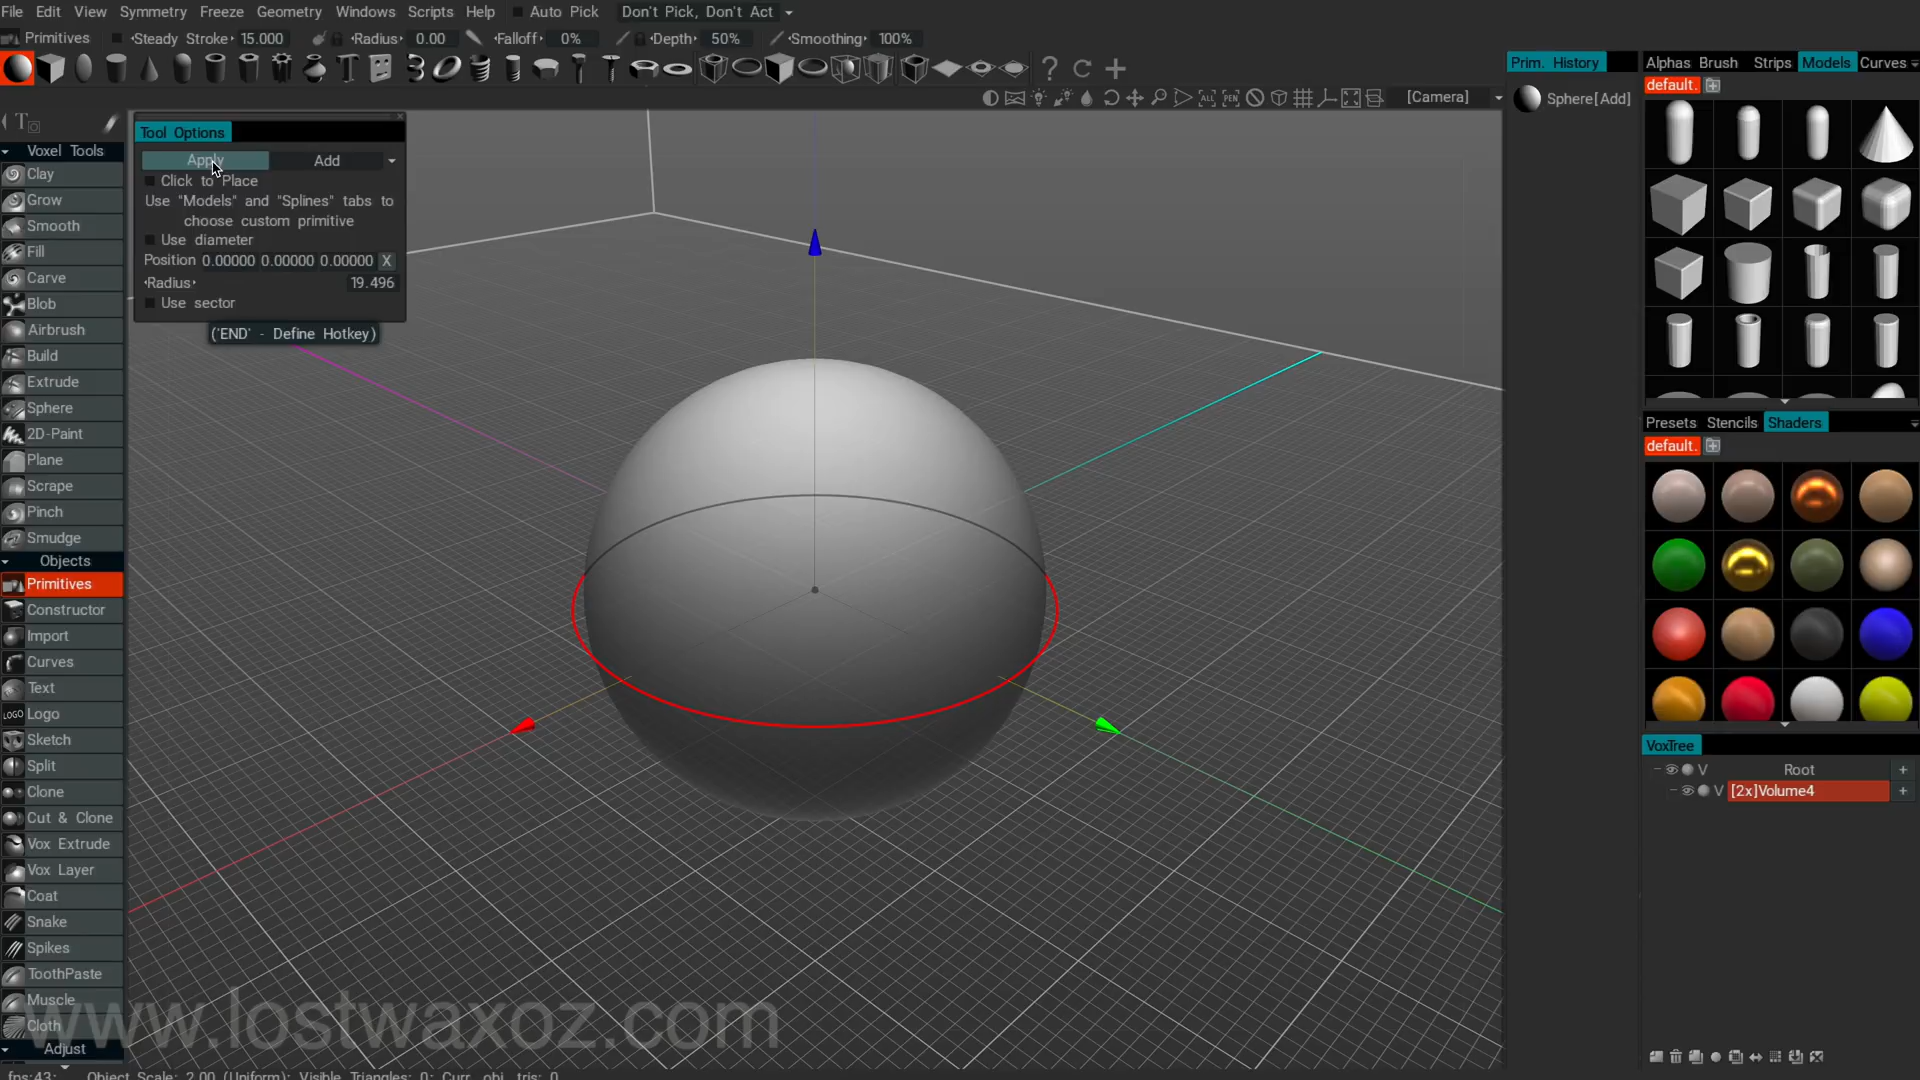 File Edit View Symmetry Freeze Geometry Windows Scripts Help Auto Pick Don't Pick, Don't Act
Primitives Steady Stroke 15.000 Radius 0.00 Falloff 0% Depth 50% Smoothing 100%
[Camera]
Tool Options
Apply Add
Click to Place
Use "Models" and "Splines" tabs to
choose custom primitive
Use diameter
Position 0.00000 0.00000 0.00000 X
Radius 19.496
Use sector
('END' - Define Hotkey)
Voxel Tools
Clay
Grow
Smooth
Fill
Carve
Blob
Airbrush
Build
Extrude
Sphere
2D-Paint
Plane
Scrape
Pinch
Smudge
Objects
Primitives
Constructor
Import
Curves
Text
LOGO Logo
Sketch
Split
Clone
Cut & Clone
Vox Extrude
Vox Layer
Coat
Snake
Spikes
ToothPaste
Muscle
Cloth
Adjust
www.lostwaxoz.com
fps:43; Object Scale: 2.00 (Uniform); Visible Triangles: 0; Curr. obj. tris: 0
Prim. History
Sphere[Add]
Alphas Brush Strips Models Curves
default.
Presets Stencils Shaders
default.
VoxTree
V Root +
V [2x]Volume4 +